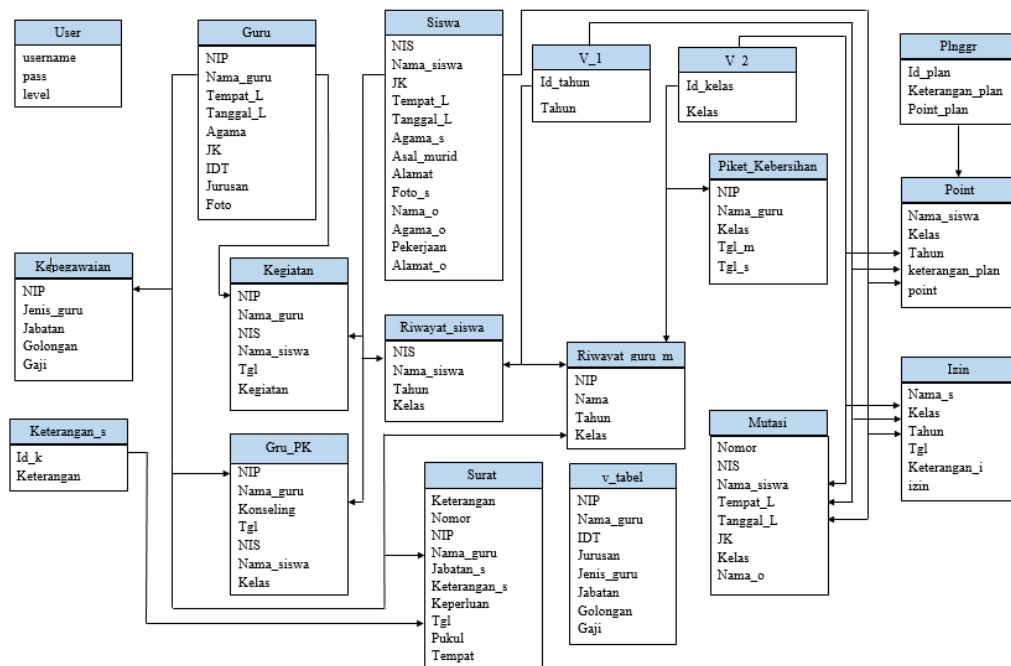 User
username
pass
level
Guru
NIP
Nama_guru
Tempat_L
Tanggal_L
Agama
JK
IDT
Jurusan
Foto
Siswa
NIS
Nama_siswa
JK
Tempat_L
Tanggal_L
Agama_s
Asal_murid
Alamat
Foto_s
Nama_o
Agama_o
Pekerjaan
Alamat_o
V_1
Id_tahun
Tahun
V_2
Id_kelas
Kelas
Plnggr
Id_plan
Keterangan_plan
Point_plan
Piket_Kebersihan
NIP
Nama_guru
Kelas
Tgl_m
Tgl_s
Point
Nama_siswa
Kelas
Tahun
keterangan_plan
point
Kepegawaian
NIP
Jenis_guru
Jabatan
Golongan
Gaji
Kegiatan
NIP
Nama_guru
NIS
Nama_siswa
Tgl
Kegiatan
Riwayat_siswa
NIS
Nama_siswa
Tahun
Kelas
Riwayat_guru_m
NIP
Nama
Tahun
Kelas
Izin
Nama_s
Kelas
Tahun
Tgl
Keterangan_i
izin
Keterangan_s
Id_k
Keterangan
Gru_PK
NIP
Nama_guru
Konseling
Tgl
NIS
Nama_siswa
Kelas
Surat
Keterangan
Nomor
NIP
Nama_guru
Jabatan_s
Keterangan_s
Keperluan
Tgl
Pukul
Tempat
v_tabel
NIP
Nama_guru
IDT
Jurusan
Jenis_guru
Jabatan
Golongan
Gaji
Mutasi
Nomor
NIS
Nama_siswa
Tempat_L
Tanggal_L
JK
Kelas
Nama_o